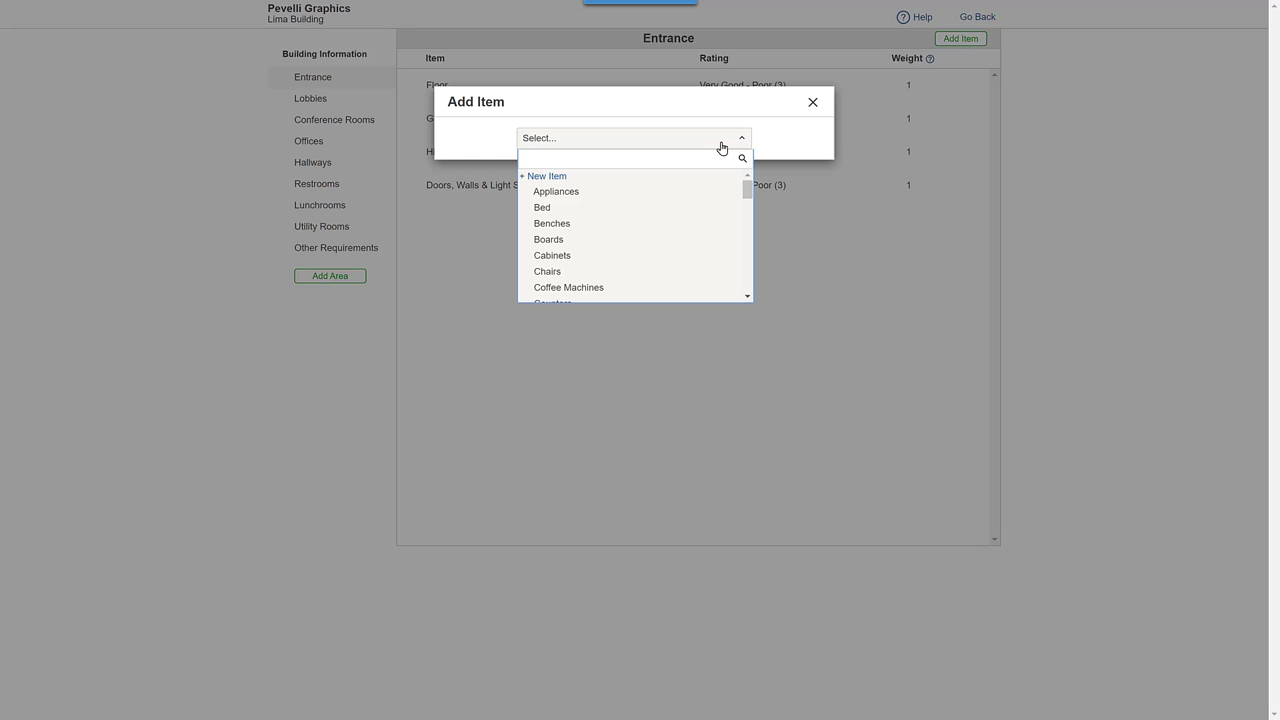 Pevelli Graphics
Lima Building
Help
Go Back
Building Information
Entrance
Lobbies
Conference Rooms
Offices
Hallways
Restrooms
Lunchrooms
Utility Rooms
Other Requirements
Add Area
Entrance
Add Item
Item Rating Weight
Floor Very Good - Poor (3) 1
1
1
Doors, Walls & Light Poor (3) 1
Add Item
Select...
+ New Item
Appliances
Bed
Benches
Boards
Cabinets
Chairs
Coffee Machines
Counters